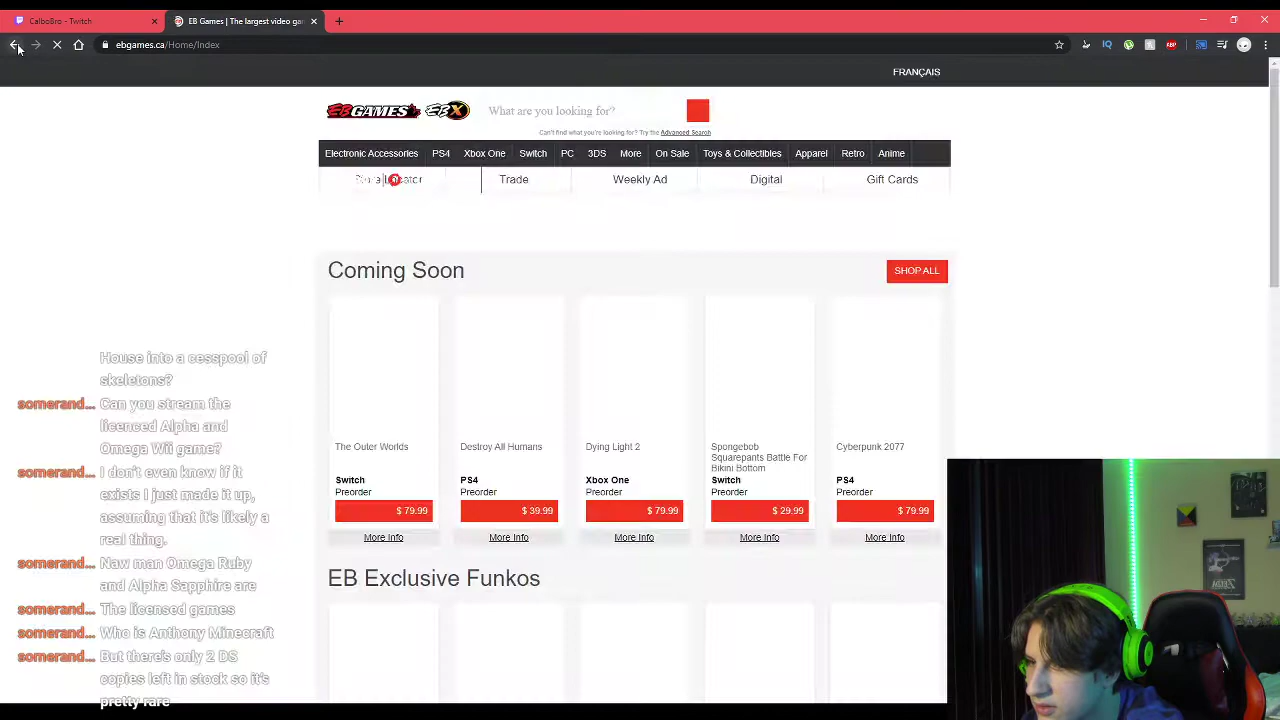 CalboBro - Twitch
EB Games | The largest video gam
ebgames.ca/Home/Index
FRANÇAIS
EBGAMES EBX
What are you looking for?
Can't find what you're looking for? Try the Advanced Search
Electronic Accessories PS4 Xbox One Switch PC 3DS More On Sale Toys & Collectibles Apparel Retro Anime
Store Locator Trade Weekly Ad Digital Gift Cards
Coming Soon
SHOP ALL
The Outer Worlds
Switch
Preorder
$ 79.99
More Info
Destroy All Humans
PS4
Preorder
$ 39.99
More Info
Dying Light 2
Xbox One
Preorder
$ 79.99
More Info
Spongebob
Squarepants Battle For
Bikini Bottom
Switch
Preorder
$ 29.99
More Info
Cyberpunk 2077
PS4
Preorder
$ 79.99
More Info
EB Exclusive Funkos
House into a cesspool of
skeletons?
somerand... Can you stream the
licenced Alpha and
Omega Wii game?
somerand... I don't even know if it
exists I just made it up,
assuming that it's likely a
real thing.
somerand... Naw man Omega Ruby
and Alpha Sapphire are
somerand... The licensed games
somerand... Who is Anthony Minecraft
somerand... But there's only 2 DS
copies left in stock so it's
pretty rare